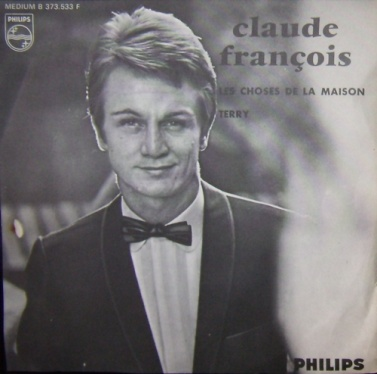 MEDIUM B 373.533 F
PHILIPS
claude
françois
LES CHOSES DE LA MAISON
TERRY
PHILIPS